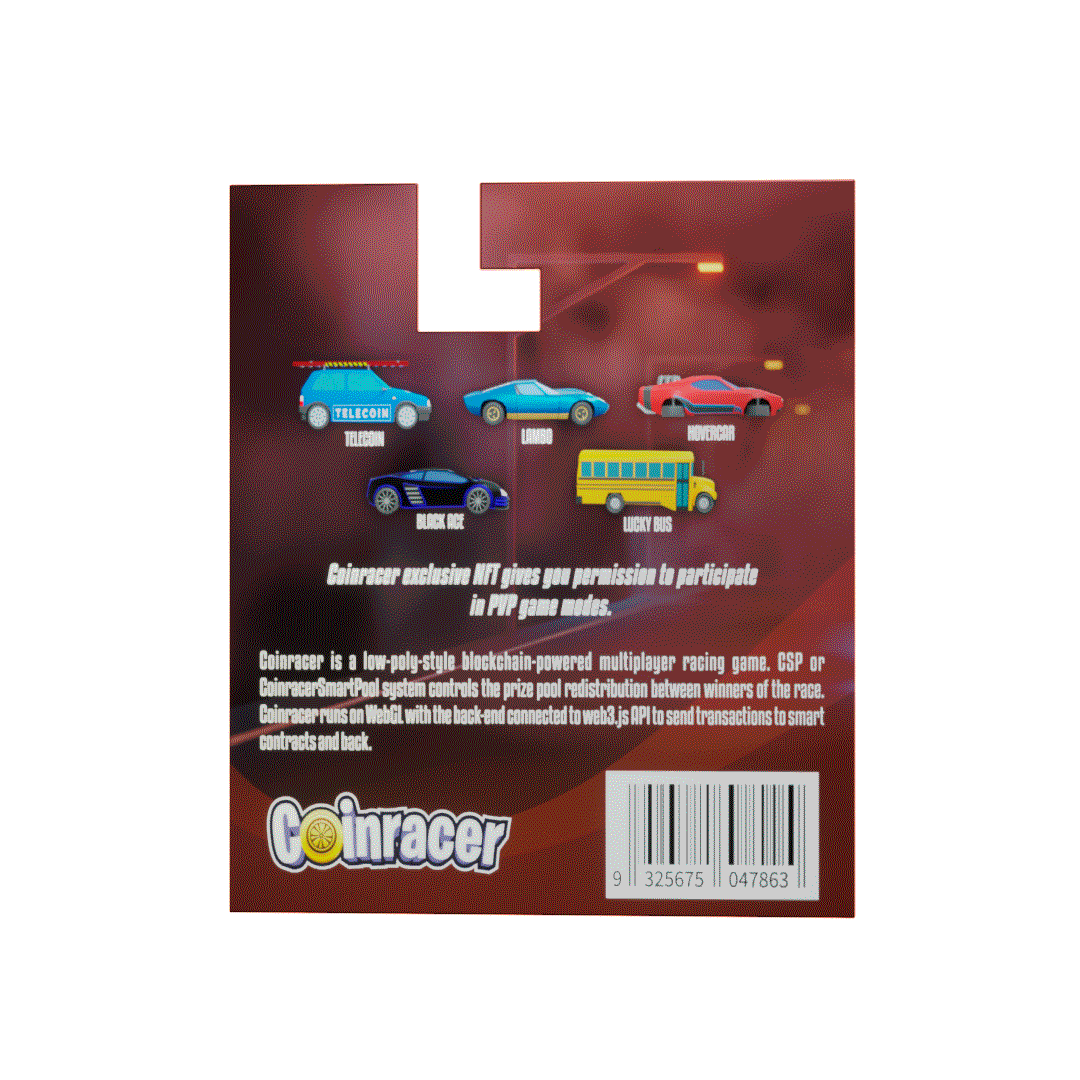 TELECOIN
TELECOIN
LAMBO
HOVERCAR
BLACK ACE
LUCKY BUS
Coinracer exclusive NFT gives you permission to participate
in PVP game modes.
Coinracer is a low-poly-style blockchain-powered multiplayer racing game. CSP or
CoinracerSmartPool system controls the prize pool redistribution between winners of the race.
Coinracer runs on WebGL with the back-end connected to web3.js API to send transactions to smart
contracts and back.
Coinracer
9 325675 047863